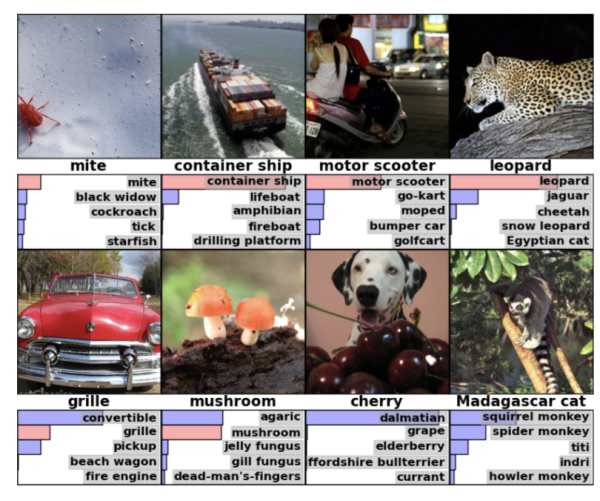 mite
container ship
motor scooter
leopard
mite
black widow
cockroach
tick
starfish
container ship
lifeboat
amphibian
fireboat
drilling platform
motor scooter
go-kart
moped
bumper car
golfcart
leopard
jaguar
cheetah
snow leopard
Egyptian cat
grille
mushroom
cherry
Madagascar cat
convertible
grille
pickup
beach wagon
fire engine
agaric
mushroom
jelly fungus
gill fungus
dead-man's-fingers
dalmatian
grape
elderberry
ffordshire bullterrier
currant
squirrel monkey
spider monkey
titi
indri
howler monkey